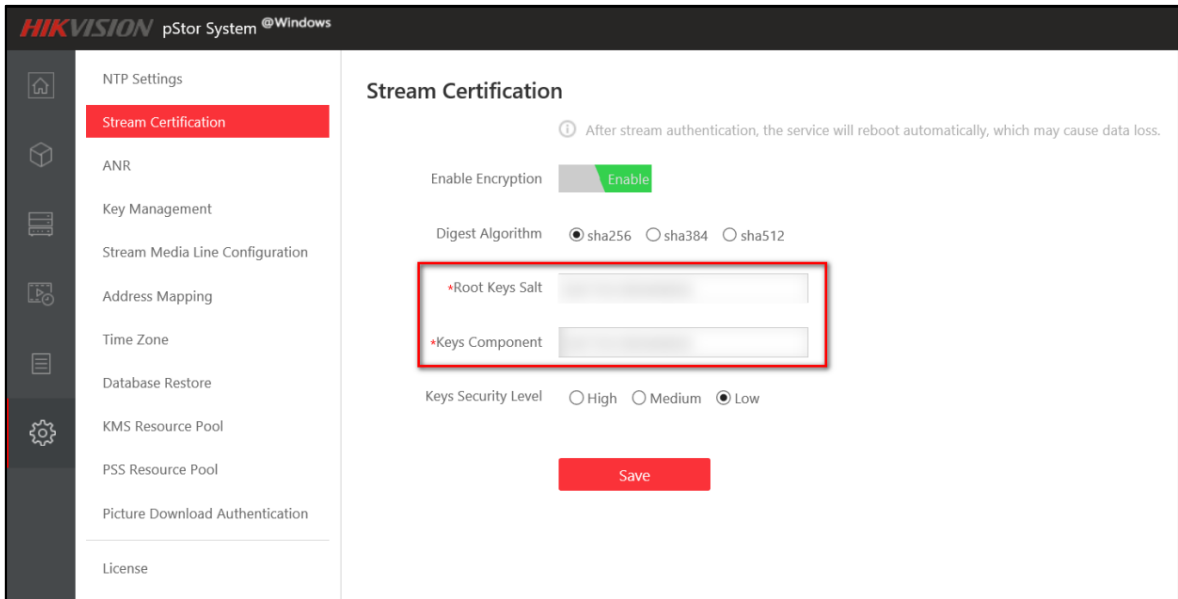 HIKVISION pStor System @Windows
NTP Settings
Stream Certification
ANR
Key Management
Stream Media Line Configuration
Address Mapping
Time Zone
Database Restore
KMS Resource Pool
PSS Resource Pool
Picture Download Authentication
License
Stream Certification
After stream authentication, the service will reboot automatically, which may cause data loss.
Enable Encryption Enable
Digest Algorithm sha256 sha384 sha512
*Root Keys Salt
*Keys Component
Keys Security Level High Medium Low
Save